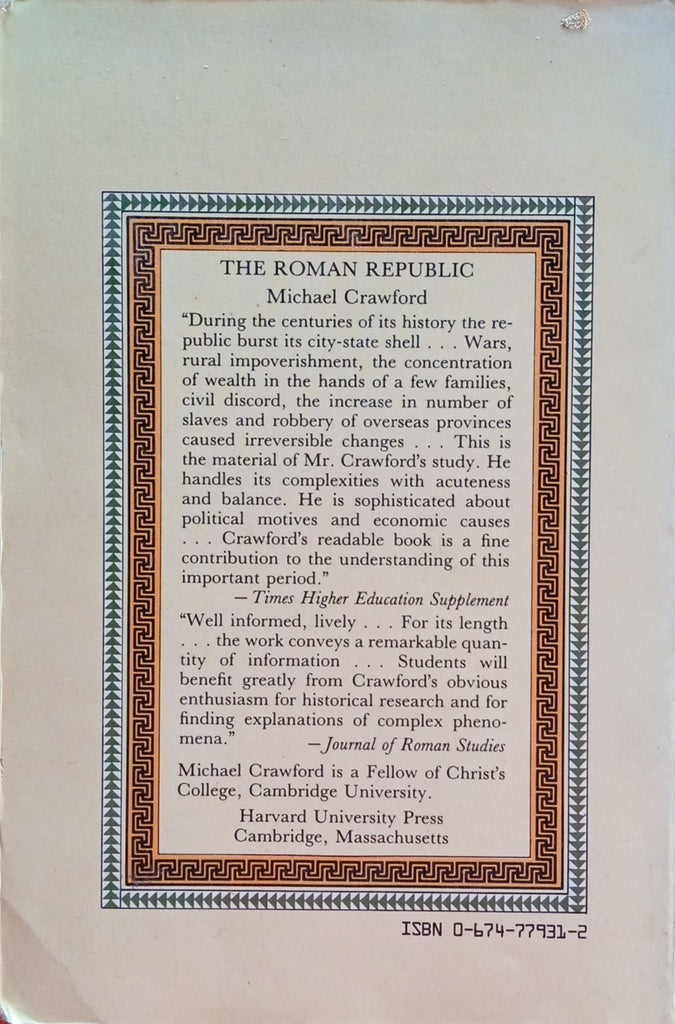 THE ROMAN REPUBLIC
Michael Crawford
“During the centuries of its history the re-
public burst its city-state shell . . . Wars,
rural impoverishment, the concentration
of wealth in the hands of a few families,
civil discord, the increase in number of
slaves and robbery of overseas provinces
caused irreversible changes . . . This is
the material of Mr. Crawford’s study. He
handles its complexities with acuteness
and balance. He is sophisticated about
political motives and economic causes
. . . Crawford’s readable book is a fine
contribution to the understanding of this
important period.”
— Times Higher Education Supplement
“Well informed, lively . . . For its length
. . . the work conveys a remarkable quan-
tity of information . . . Students will
benefit greatly from Crawford’s obvious
enthusiasm for historical research and for
finding explanations of complex pheno-
mena.” —Journal of Roman Studies
Michael Crawford is a Fellow of Christ’s
College, Cambridge University.
Harvard University Press
Cambridge, Massachusetts
ISBN 0-674-77931-2